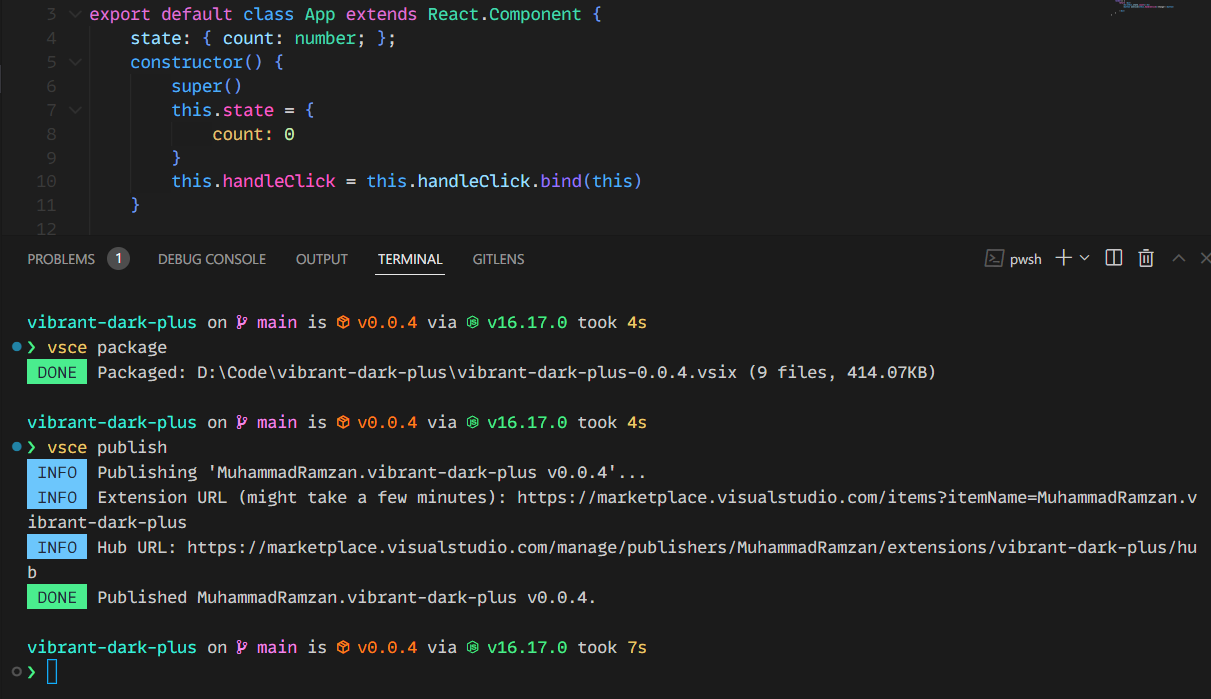 3 export default class App extends React.Component {
4 state: { count: number; };
5 constructor() {
6 super()
7 this.state = {
8 count: 0
9 }
10 this.handleClick = this.handleClick.bind(this)
11 }
12
PROBLEMS 1 DEBUG CONSOLE OUTPUT TERMINAL GITLENS pwsh
vibrant-dark-plus on main is v0.0.4 via v16.17.0 took 4s
❯ vsce package
DONE Packaged: D:\Code\vibrant-dark-plus\vibrant-dark-plus-0.0.4.vsix (9 files, 414.07KB)
vibrant-dark-plus on main is v0.0.4 via v16.17.0 took 4s
❯ vsce publish
INFO Publishing 'MuhammadRamzan.vibrant-dark-plus v0.0.4'...
INFO Extension URL (might take a few minutes): https://marketplace.visualstudio.com/items?itemName=MuhammadRamzan.v
ibrant-dark-plus
INFO Hub URL: https://marketplace.visualstudio.com/manage/publishers/MuhammadRamzan/extensions/vibrant-dark-plus/hu
b
DONE Published MuhammadRamzan.vibrant-dark-plus v0.0.4.
vibrant-dark-plus on main is v0.0.4 via v16.17.0 took 7s
❯